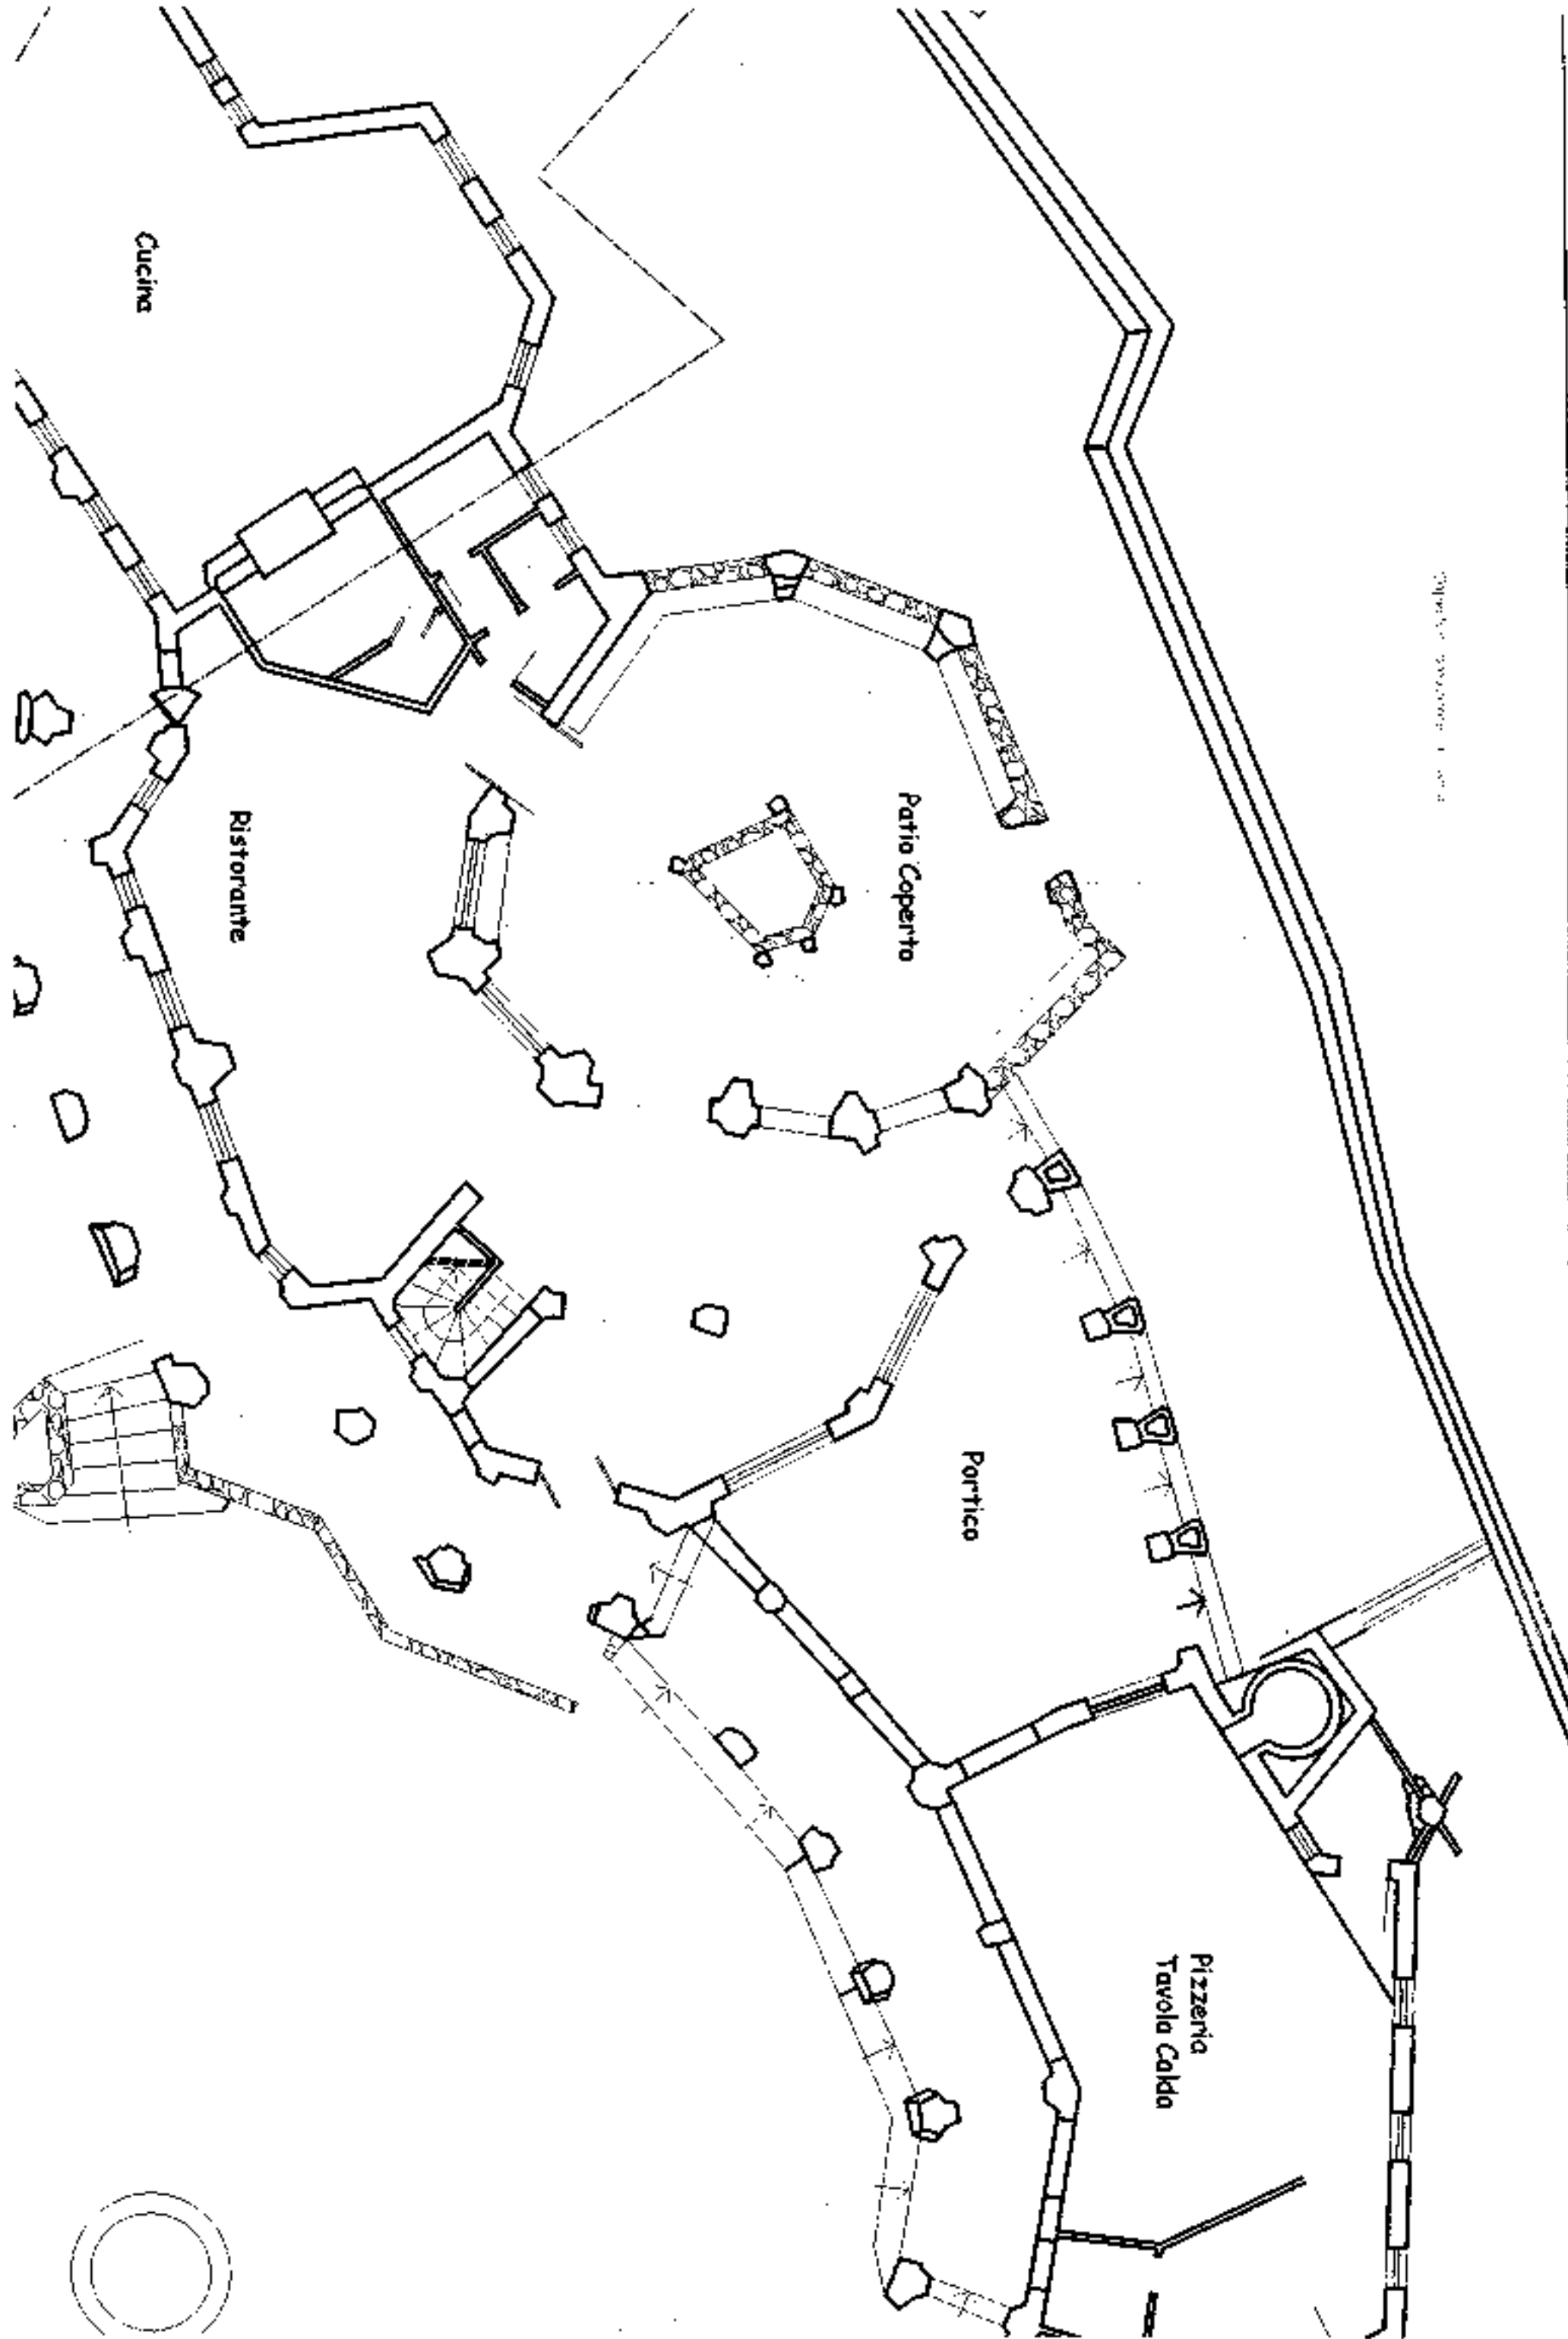 Cucina
Ristorante
Patio Coperto
Portico
Pizzeria
Tavola Calda